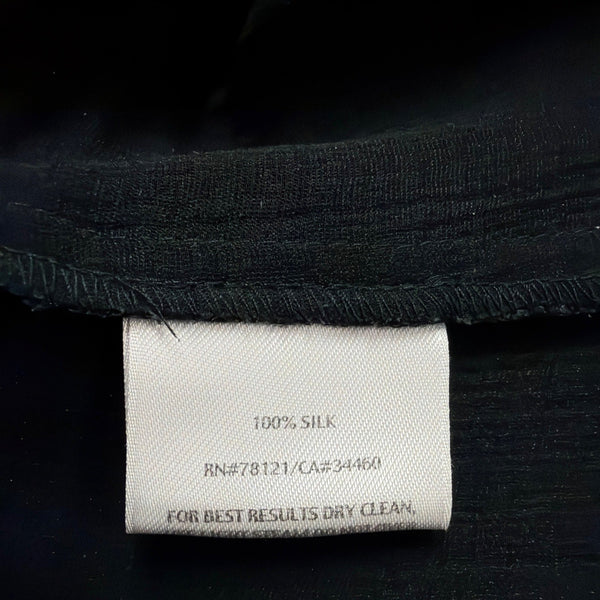 100% SILK
RN#78121/CA#34460
FOR BEST RESULTS DRY CLEAN,